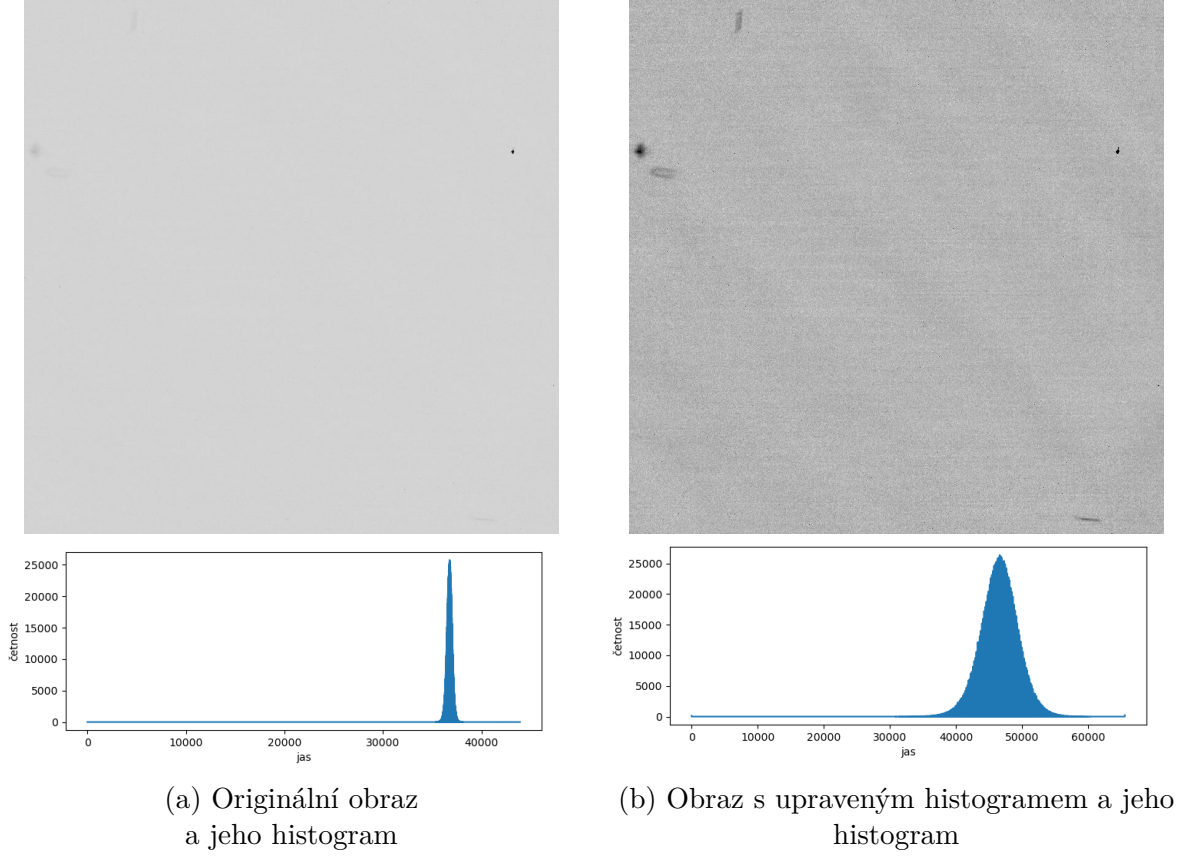 25000
20000
15000
10000
5000
0
četnost
0 10000 20000 30000 40000
jas
25000
20000
15000
10000
5000
0
četnost
0 10000 20000 30000 40000 50000 60000
jas
(a) Originální obraz
a jeho histogram
(b) Obraz s upraveným histogramem a jeho
histogram